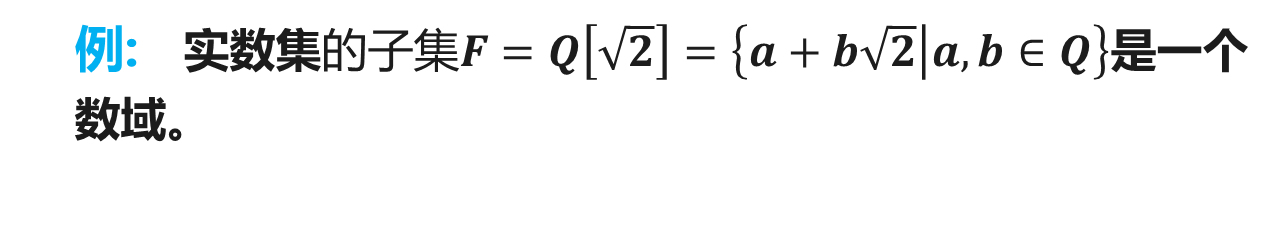 例: 实数集的子集F = Q[√2] = {a + b√2|a, b ∈ Q}是一个
数域。